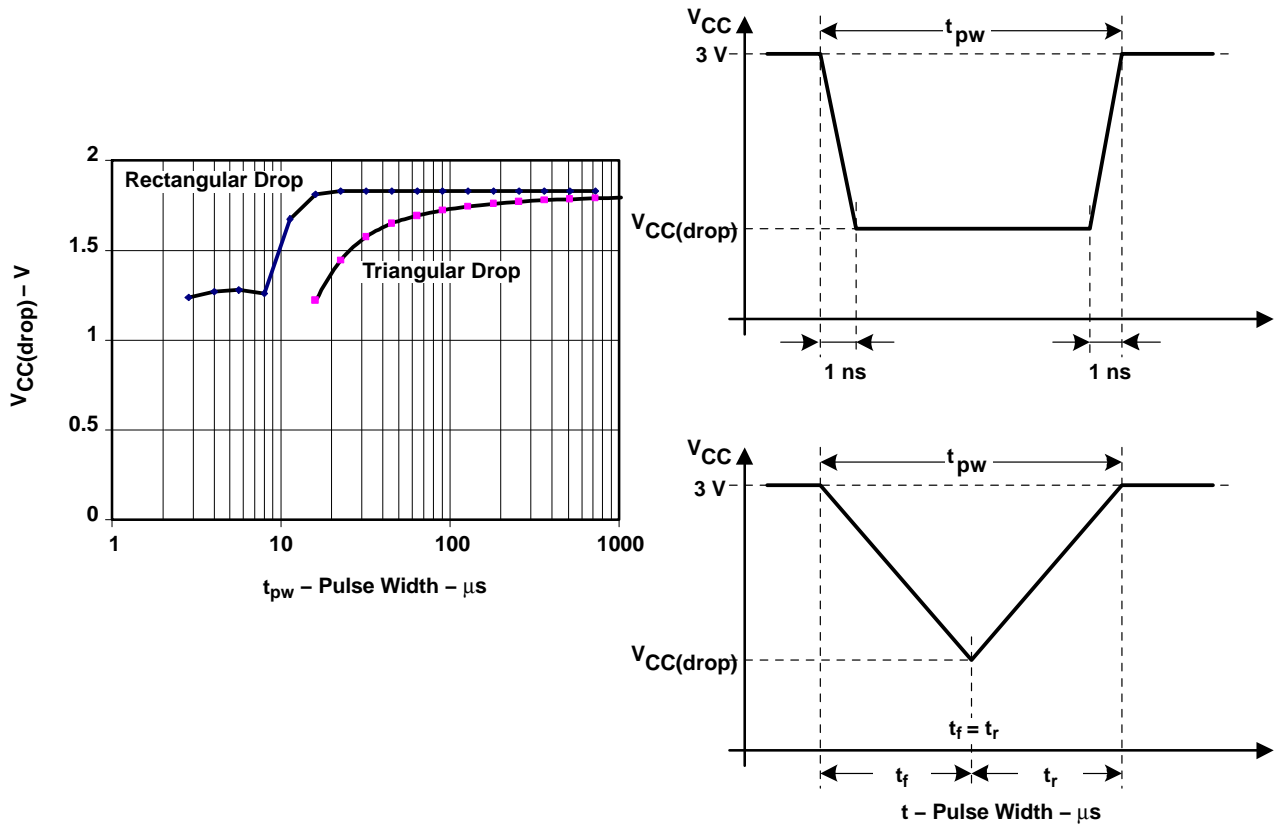 2
1.5
1
0.5
0
VCC(drop) – V
Rectangular Drop
Triangular Drop
1 10 100 1000
tpw – Pulse Width – μs
VCC
3 V
tpw
VCC(drop)
1 ns 1 ns
VCC
3 V
tpw
VCC(drop)
tf = tr
tf tr
t – Pulse Width – μs